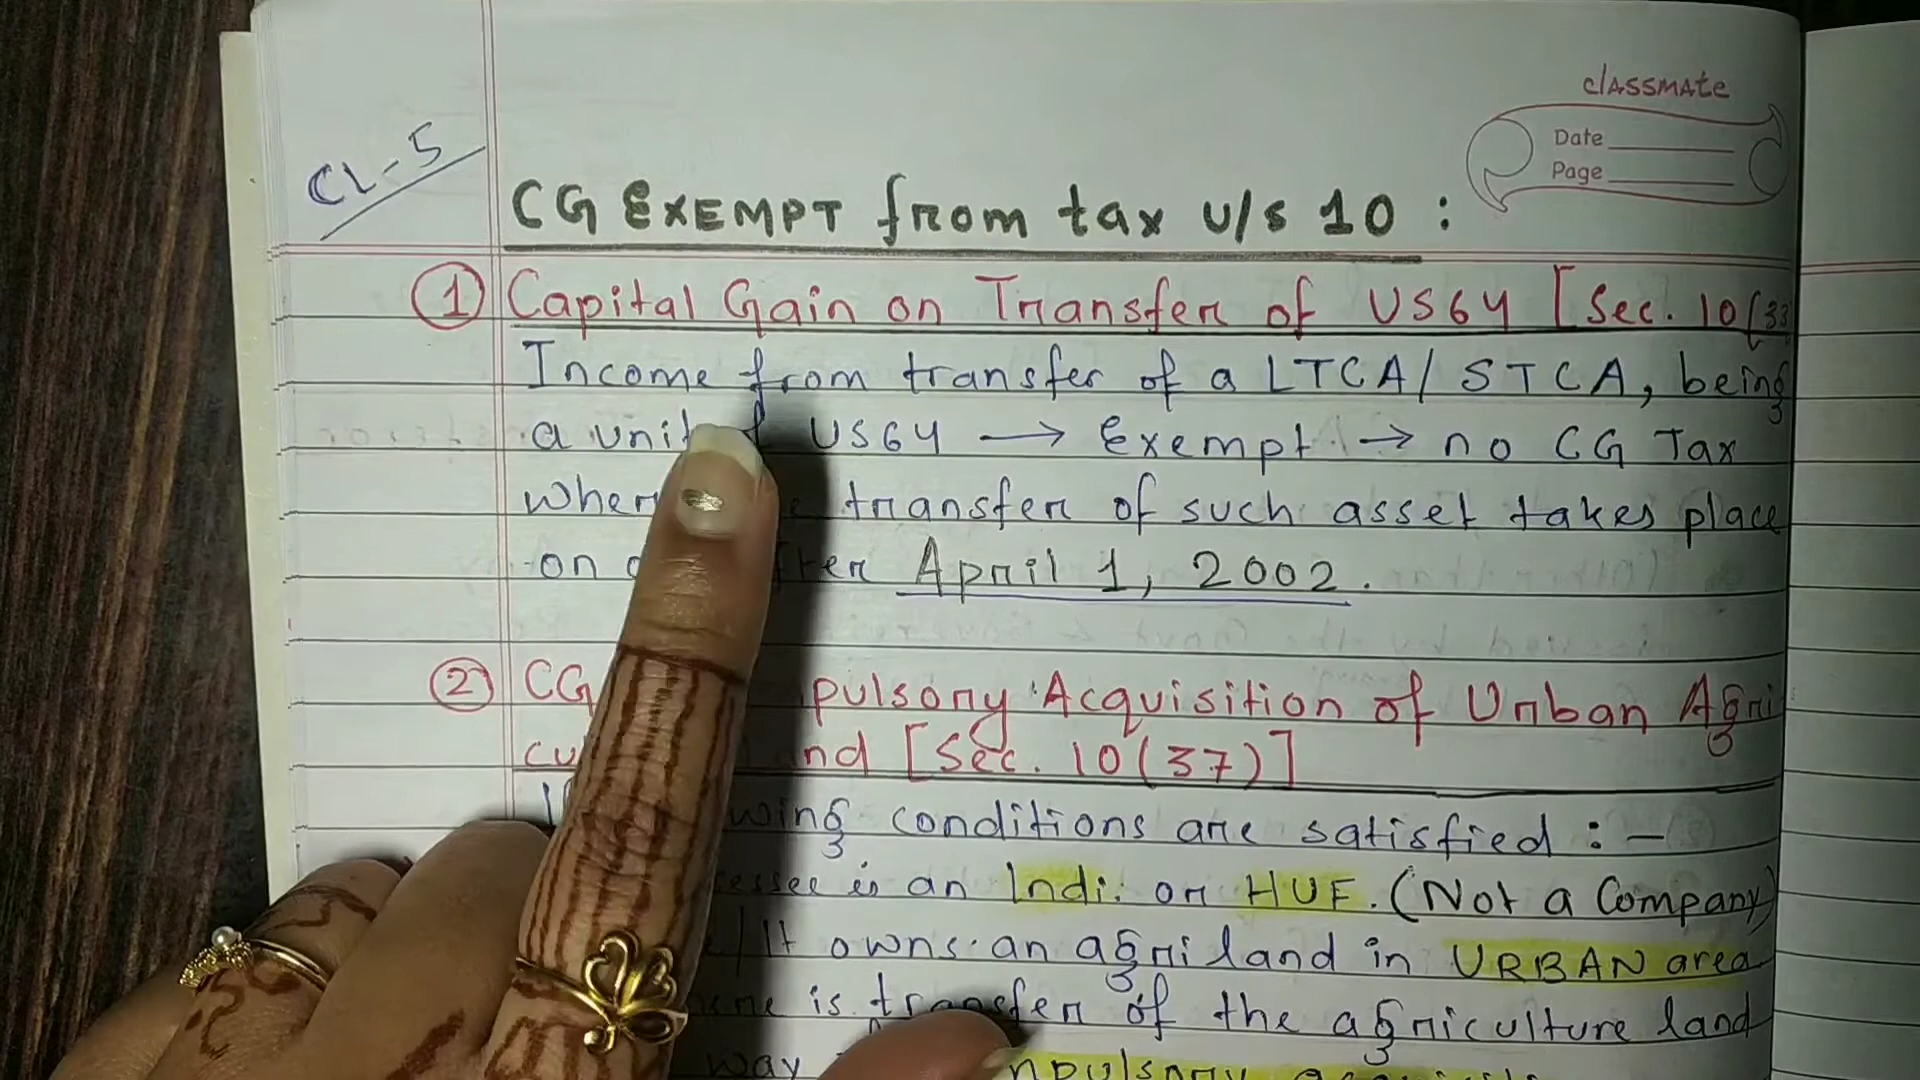 classmate
Date
Page
CL-5
CG EXEMPT from tax u/s 10 :
① Capital Gain on Transfer of US64 [Sec. 10(33
Income from transfer of a LTCA/ STCA, being
a unit of US64 → Exempt → no CG Tax
transfer of such asset takes place
on April 1, 2002.
② CG Acquisition of Urban Agri
[Sec. 10(37)]
conditions are satisfied : -
is an Indi. or HUF. (Not a Company)
/It owns an agri land in URBAN area
is transfer of the agriculture land
way